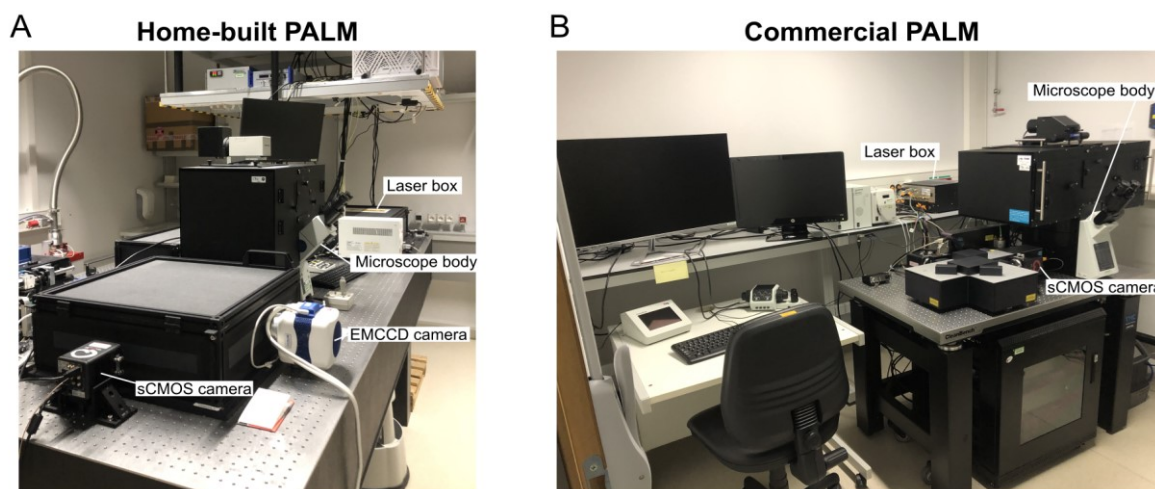 A
Home-built PALM
Laser box
Microscope body
EMCCD camera
sCMOS camera
B
Commercial PALM
Microscope body
Laser box
sCMOS camera